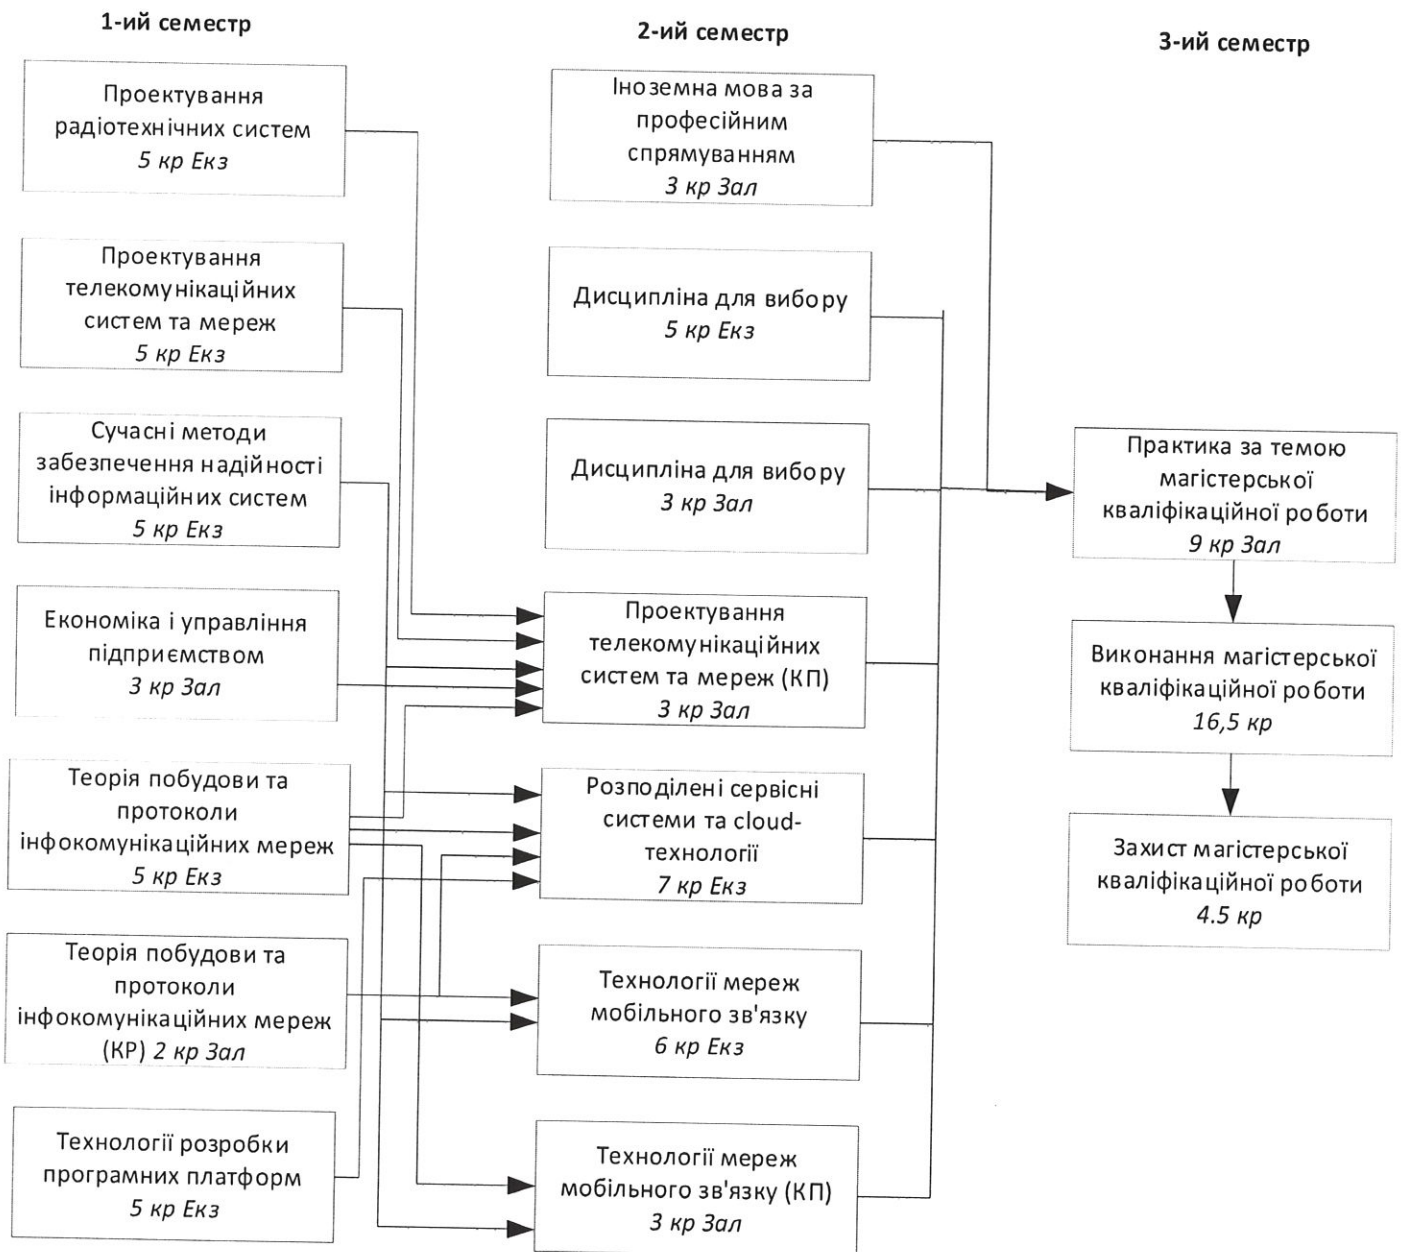 1-ий семестр
Проектування
радіотехнічних систем
5 кр Екз
Проектування
телекомунікаційних
систем та мереж
5 кр Екз
Сучасні методи
забезпечення надійності
інформаційних систем
5 кр Екз
Економіка і управління
підприємством
3 кр Зал
Теорія побудови та
протоколи
інфокомунікаційних мереж
5 кр Екз
Теорія побудови та
протоколи
інфокомунікаційних мереж
(КР) 2 кр Зал
Технології розробки
програмних платформ
5 кр Екз
2-ий семестр
Іноземна мова за
професійним
спрямуванням
3 кр Зал
Дисципліна для вибору
5 кр Екз
Дисципліна для вибору
3 кр Зал
Проектування
телекомунікаційних
систем та мереж (КП)
3 кр Зал
Розподілені сервісні
системи та cloud-
технології
7 кр Екз
Технології мереж
мобільного зв'язку
6 кр Екз
Технології мереж
мобільного зв'язку (КП)
3 кр Зал
3-ий семестр
Практика за темою
магістерської
кваліфікаційної роботи
9 кр Зал
Виконання магістерської
кваліфікаційної роботи
16,5 кр
Захист магістерської
кваліфікаційної роботи
4.5 кр